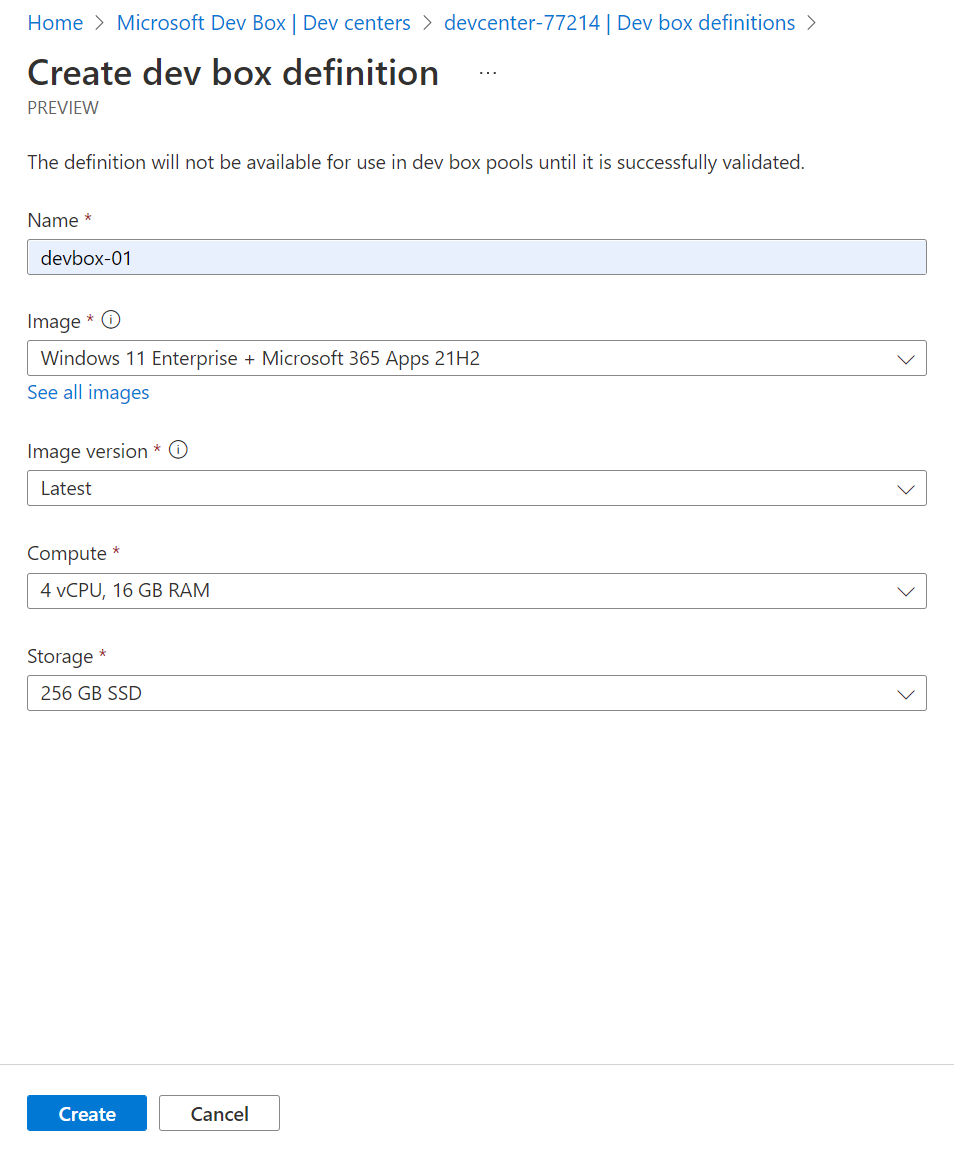 Home > Microsoft Dev Box | Dev centers > devcenter-77214 | Dev box definitions >
Create dev box definition ...
PREVIEW
The definition will not be available for use in dev box pools until it is successfully validated.
Name *
devbox-01
Image *
Windows 11 Enterprise + Microsoft 365 Apps 21H2
See all images
Image version *
Latest
Compute *
4 vCPU, 16 GB RAM
Storage *
256 GB SSD
Create Cancel